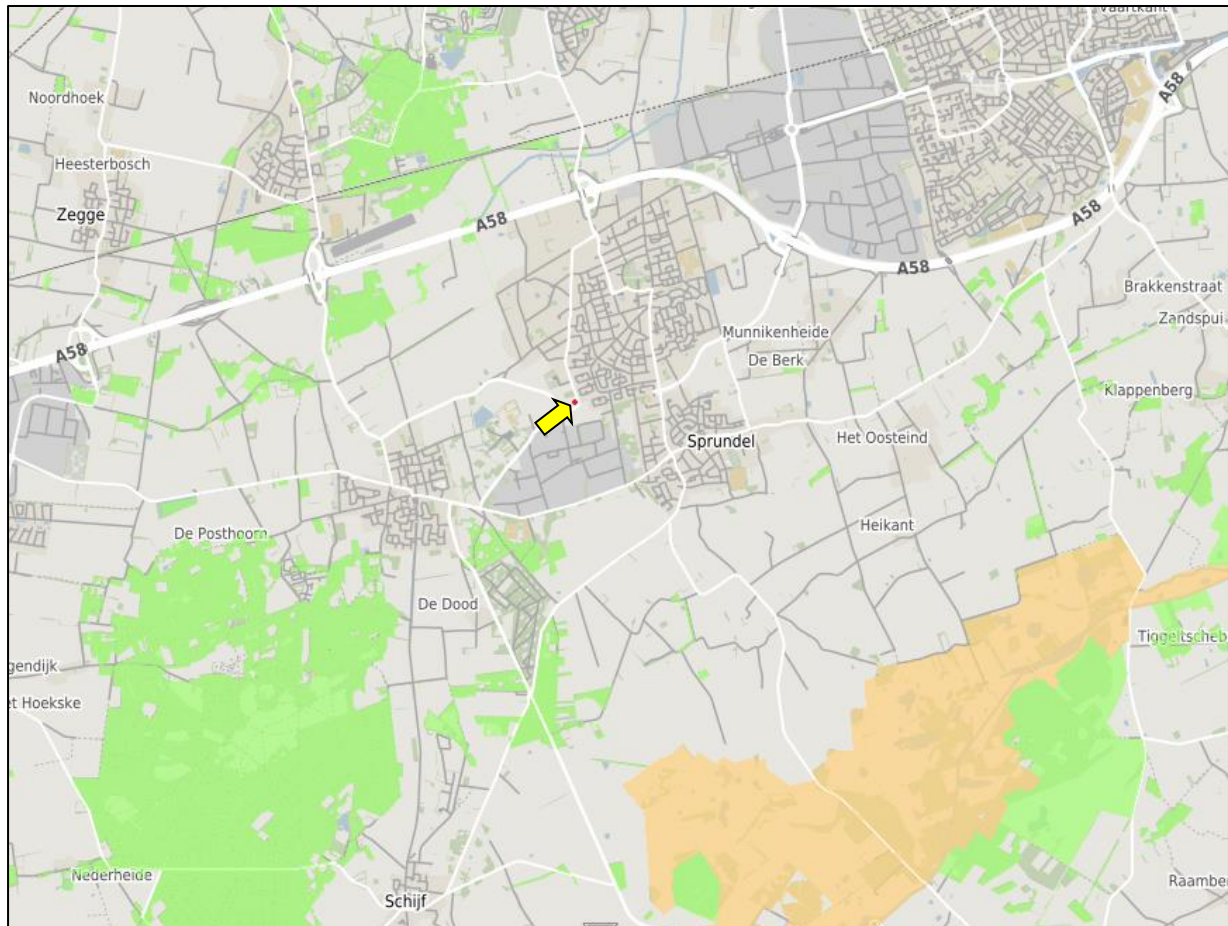 Vaartkant
A58
Noordhoek
Heesterbosch
Zegge
A58
A58
A58
Brakkenstraat
Zandspui
Munnikenheide
De Berk
A58
Klappenberg
Sprundel
Het Oosteind
De Posthoorn
Heikant
De Dood
Tiggeltscheb
gendijk
et Hoekske
Nederheide
Schijf
Raamber